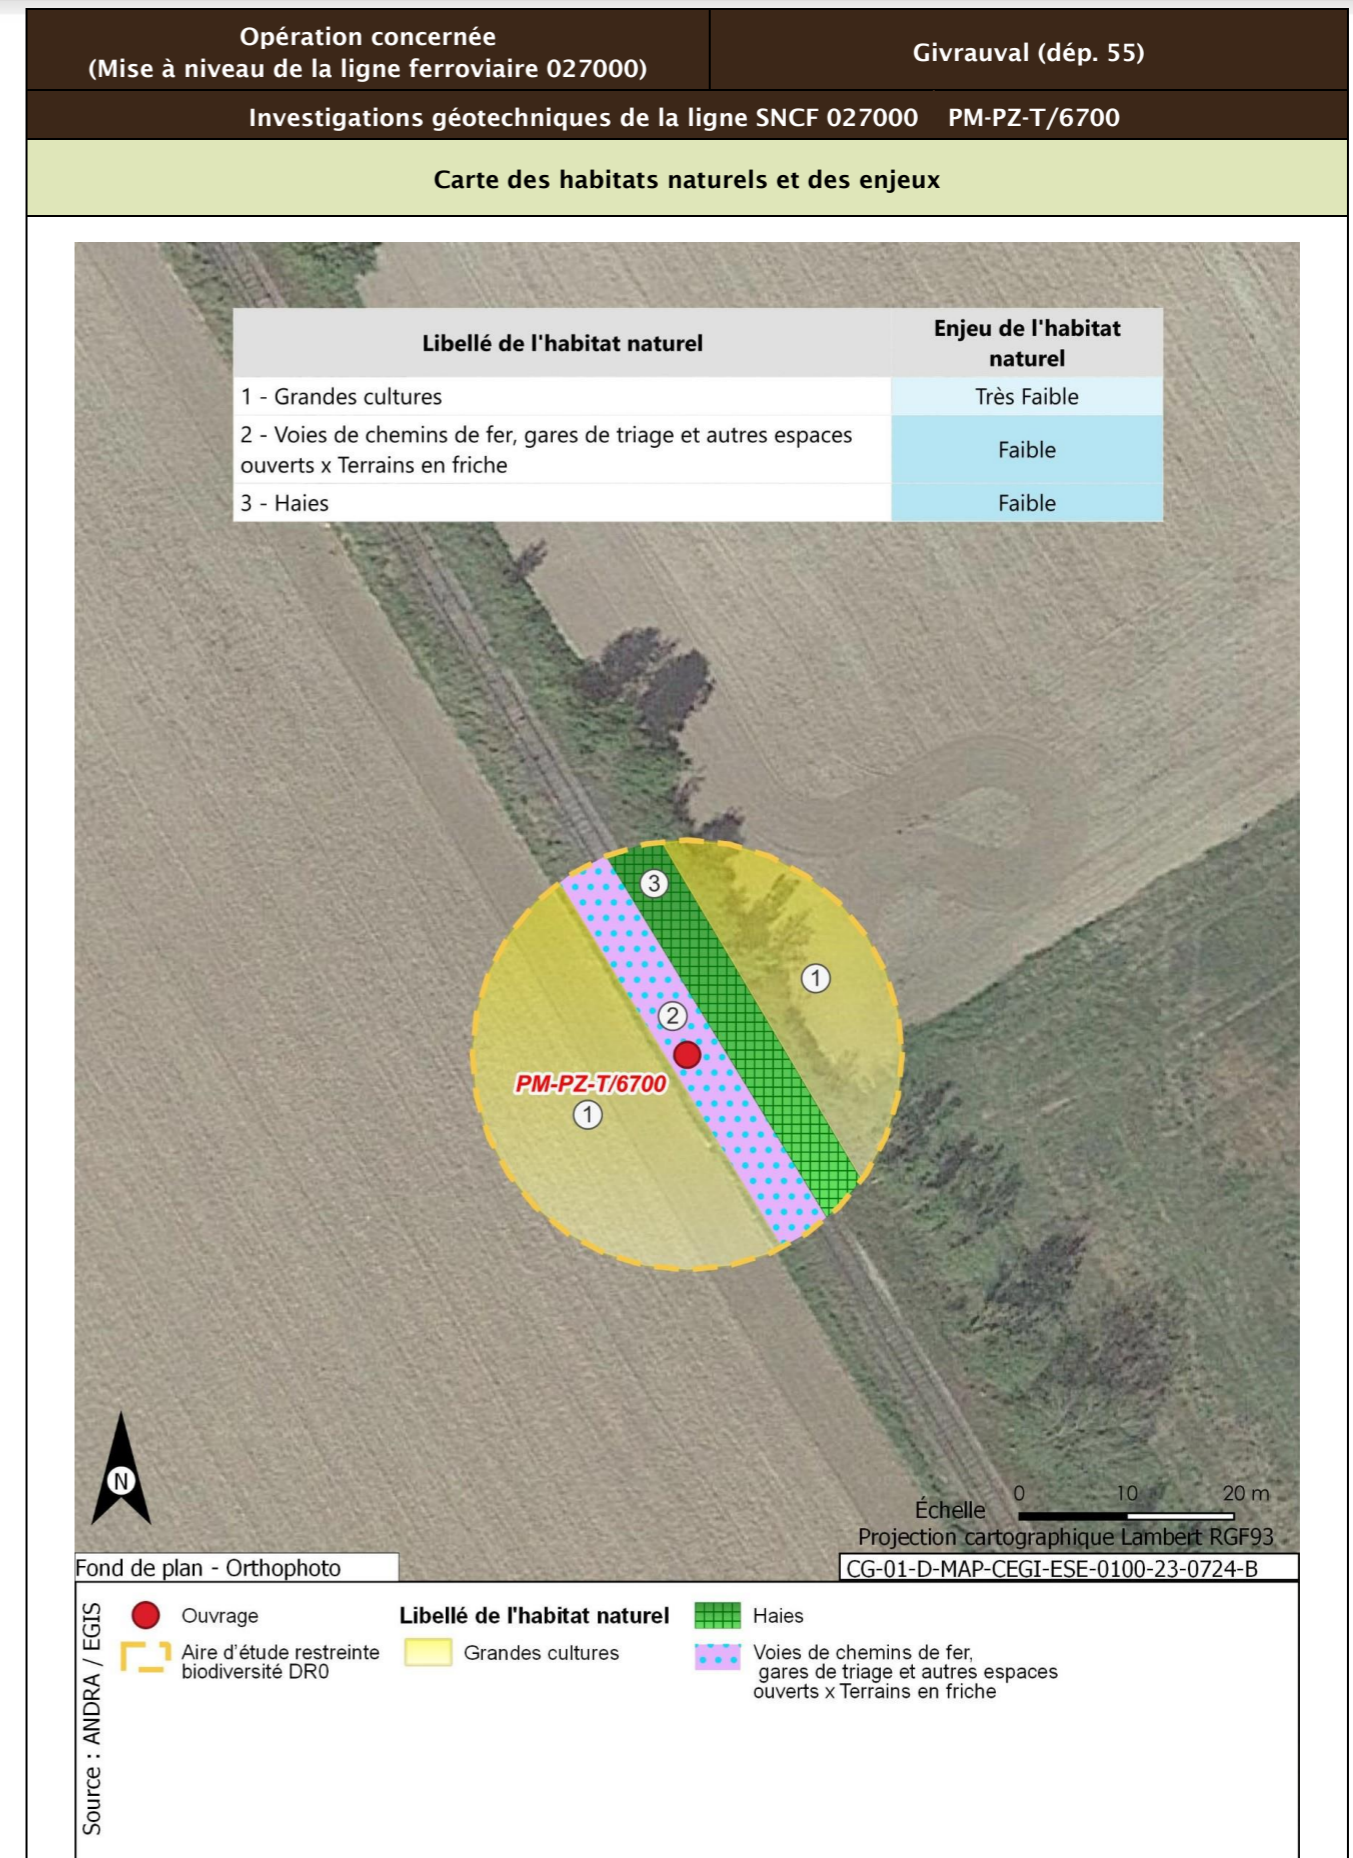 Opération concernée
(Mise à niveau de la ligne ferroviaire 027000)
Givrauval (dép. 55)
Investigations géotechniques de la ligne SNCF 027000 PM-PZ-T/6700
Carte des habitats naturels et des enjeux
Libellé de l'habitat naturel
Enjeu de l'habitat
naturel
1 - Grandes cultures
Très Faible
2 - Voies de chemins de fer, gares de triage et autres espaces
ouverts x Terrains en friche
Faible
3 - Haies
Faible
3
1
2
PM-PZ-T/6700
1
N
Échelle
0 10 20 m
Projection cartographique Lambert RGF93
Fond de plan - Orthophoto
CG-01-D-MAP-CEGI-ESE-0100-23-0724-B
Source : ANDRA / EGIS
Ouvrage
Aire d'étude restreinte
biodiversité DR0
Libellé de l'habitat naturel
Grandes cultures
Haies
Voies de chemins de fer,
gares de triage et autres espaces
ouverts x Terrains en friche